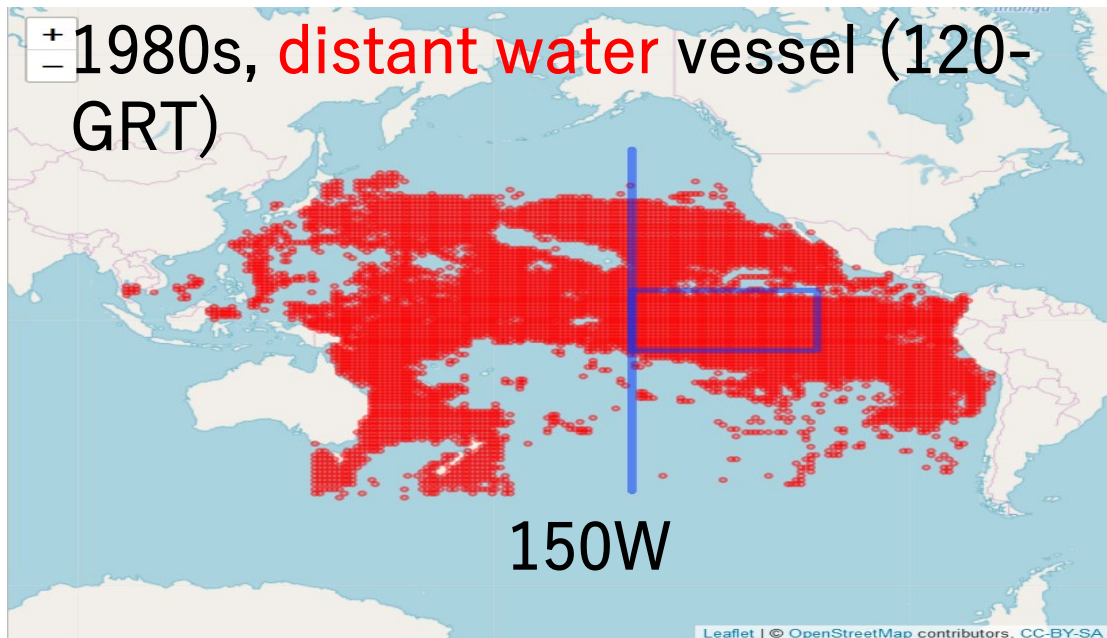 +
−
1980s, distant water vessel (120-
GRT)
150W
Leaflet | © OpenStreetMap contributors, CC-BY-SA